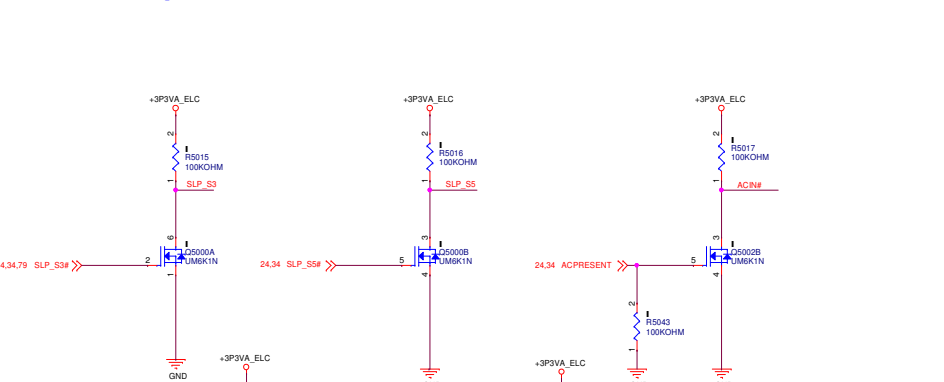 +3P3VA_ELC +3P3VA_ELC +3P3VA_ELC
2 2 2
R5015 R5016 R5017
100KOHM 100KOHM 100KOHM
1 1 1
SLP_S3 SLP_S5 ACIN#
6 3 3
Q5000A Q5000B Q5002B
UM6K1N UM6K1N UM6K1N
4,34,79 SLP_S3# 2 24,34 SLP_S5# 5 24,34 ACPRESENT 5
1 4 4
2
R5043
100KOHM
1
+3P3VA_ELC +3P3VA_ELC
GND